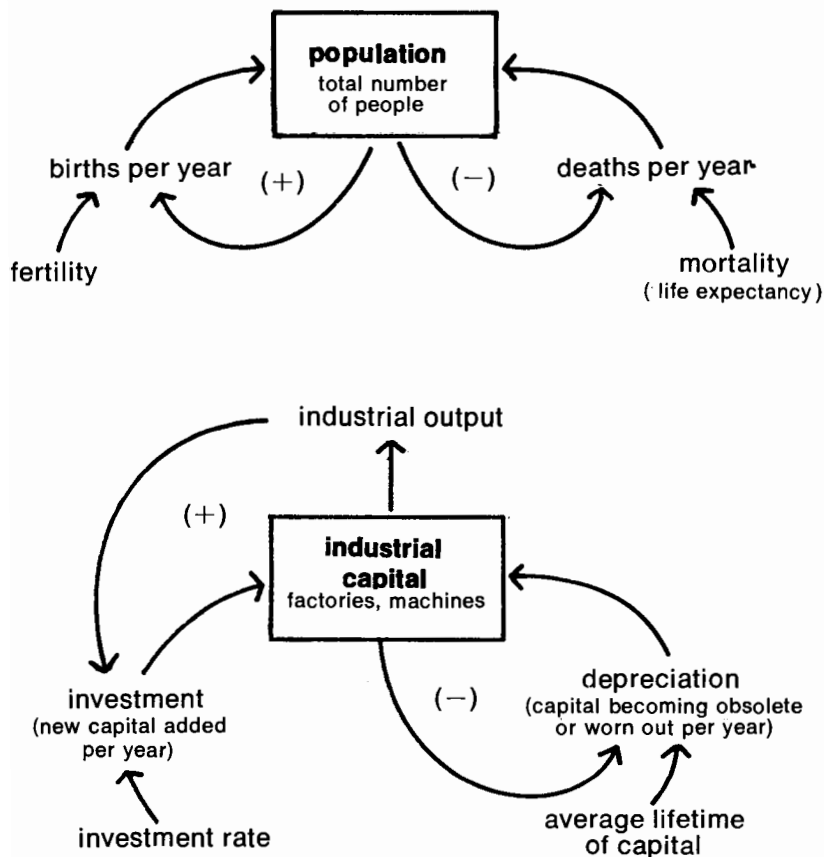 population
total number
of people
births per year
(+)
(−)
deaths per year
fertility
mortality
( life expectancy)
industrial output
(+)
industrial
capital
factories, machines
investment
(new capital added
per year)
(−)
depreciation
(capital becoming obsolete
or worn out per year)
investment rate
average lifetime
of capital